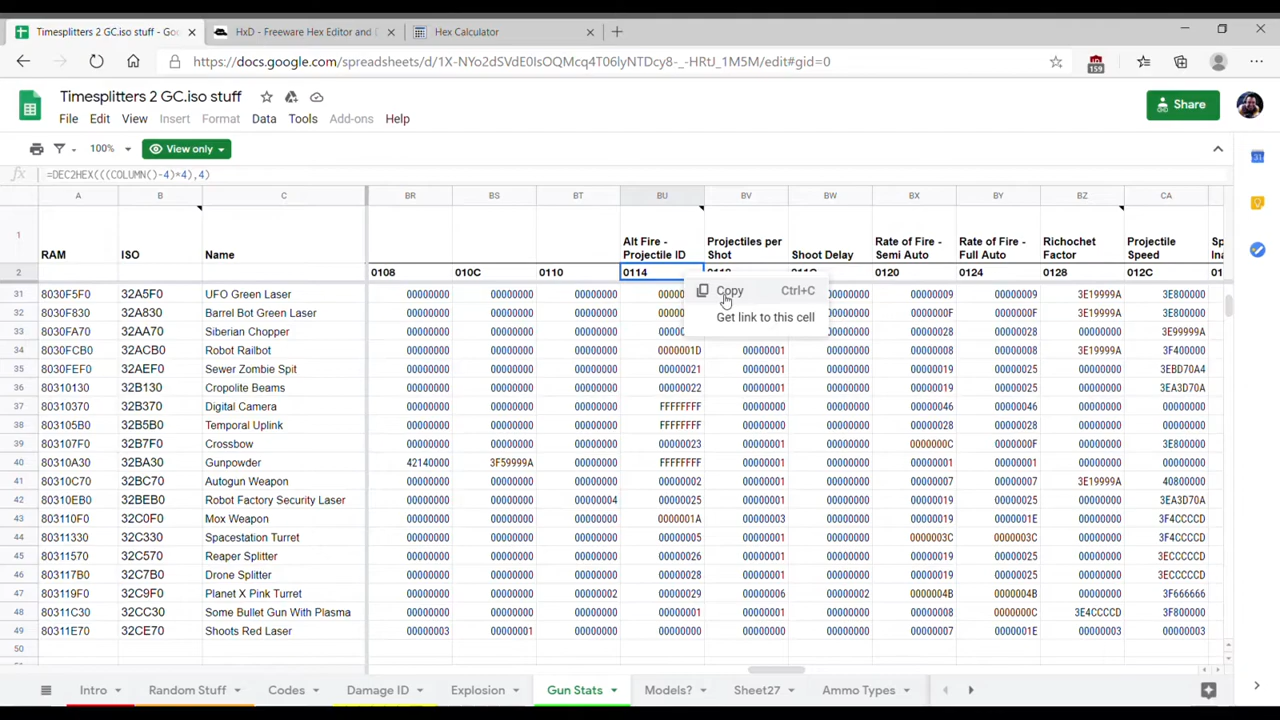 Timesplitters 2 GC.iso stuff - Goo HxD - Freeware Hex Editor and D Hex Calculator
https://docs.google.com/spreadsheets/d/1X-NYo2dSVdE0IsOQMcq4T06lyNTDcy8-_-HRtJ_1M5M/edit#gid=0
159
Timesplitters 2 GC.iso stuff
File Edit View Insert Format Data Tools Add-ons Help
Share
100% View only
fx =DEC2HEX(((COLUMN()-4)*4),4)
A B C BR BS BT BU BV BW BX BY BZ CA
1 RAM ISO Name Alt Fire - Projectile ID Projectiles per Shot Shoot Delay Rate of Fire - Semi Auto Rate of Fire - Full Auto Richochet Factor Projectile Speed Sp Ina
2 0108 010C 0110 0114 0120 0124 0128 012C 01
Copy Ctrl+C
Get link to this cell
31 8030F5F0 32A5F0 UFO Green Laser 00000000 00000000 00000000 0000 00000009 00000009 3E19999A 3E800000
32 8030F830 32A830 Barrel Bot Green Laser 00000000 00000000 00000000 0000 0000000F 0000000F 3E19999A 3E800000
33 8030FA70 32AA70 Siberian Chopper 00000000 00000000 00000000 0000 00000028 00000028 00000000 3E99999A
34 8030FCB0 32ACB0 Robot Railbot 00000000 00000000 00000000 0000001D 00000001 00000000 00000008 00000008 3E19999A 3F400000
35 8030FEF0 32AEF0 Sewer Zombie Spit 00000000 00000000 00000000 00000021 00000001 00000000 00000019 00000025 00000000 3EBD70A4
36 80310130 32B130 Cropolite Beams 00000000 00000000 00000000 00000022 00000001 00000000 00000019 00000025 00000000 3EA3D70A
37 80310370 32B370 Digital Camera 00000000 00000000 00000000 FFFFFFFF 00000000 00000000 00000046 00000046 00000000 00000000
38 803105B0 32B5B0 Temporal Uplink 00000000 00000000 00000000 FFFFFFFF 00000000 00000000 00000028 00000028 00000000 00000000
39 803107F0 32B7F0 Crossbow 00000000 00000000 00000000 00000023 00000001 00000000 0000000C 0000000F 00000000 3E800000
40 80310A30 32BA30 Gunpowder 42140000 3F59999A 00000000 FFFFFFFF 00000001 00000000 00000001 00000001 00000000 00000000
41 80310C70 32BC70 Autogun Weapon 00000000 00000000 00000000 00000002 00000001 00000000 00000007 00000007 3E19999A 40800000
42 80310EB0 32BEB0 Robot Factory Security Laser 00000000 00000000 00000004 00000025 00000001 00000000 00000019 00000025 00000000 3EA3D70A
43 803110F0 32C0F0 Mox Weapon 00000000 00000000 00000000 0000001A 00000003 00000000 00000019 0000001E 00000000 3F4CCCCD
44 80311330 32C330 Spacestation Turret 00000000 00000000 00000000 00000005 00000001 00000000 0000003C 0000003C 00000000 3F4CCCCD
45 80311570 32C570 Reaper Splitter 00000000 00000000 00000000 00000026 00000001 00000000 00000019 00000025 00000000 3ECCCCCD
46 803117B0 32C7B0 Drone Splitter 00000000 00000000 00000000 00000028 00000001 00000000 00000019 00000025 00000000 3ECCCCCD
47 803119F0 32C9F0 Planet X Pink Turret 00000000 00000000 00000000 00000029 00000006 00000002 0000004B 0000004B 00000000 3F666666
48 80311C30 32CC30 Some Bullet Gun With Plasma 00000000 00000000 00000000 00000001 00000001 00000000 00000008 0000000C 3E4CCCCD 3F800000
49 80311E70 32CE70 Shoots Red Laser 00000003 00000001 00000000 00000000 00000000 00000000 00000007 0000001E 00000003 00000003
50
Intro Random Stuff Codes Damage ID Explosion Gun Stats Models? Sheet27 Ammo Types